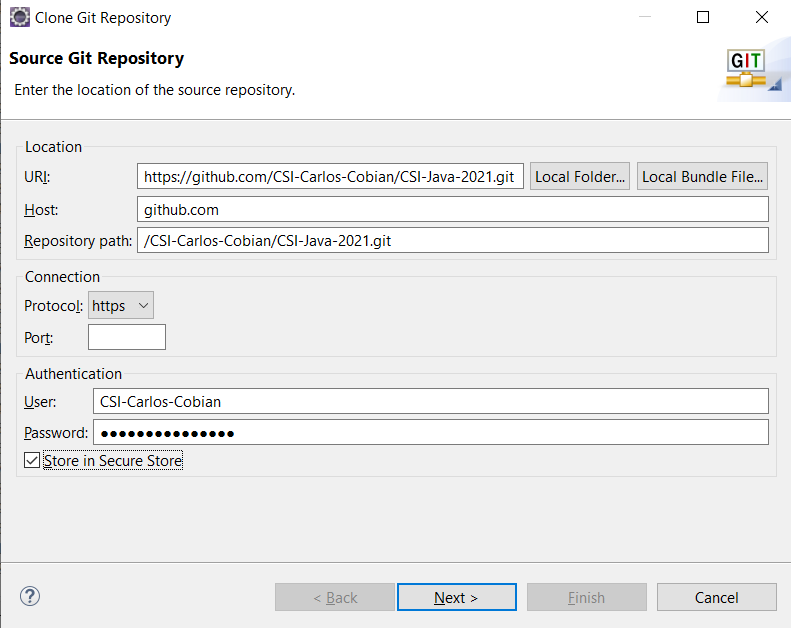 Clone Git Repository
Source Git Repository
Enter the location of the source repository.
GIT
Location
URI: https://github.com/CSI-Carlos-Cobian/CSI-Java-2021.git Local Folder... Local Bundle File...
Host: github.com
Repository path: /CSI-Carlos-Cobian/CSI-Java-2021.git
Connection
Protocol: https
Port:
Authentication
User: CSI-Carlos-Cobian
Password: ●●●●●●●●●●●●●●●
Store in Secure Store
? < Back Next > Finish Cancel